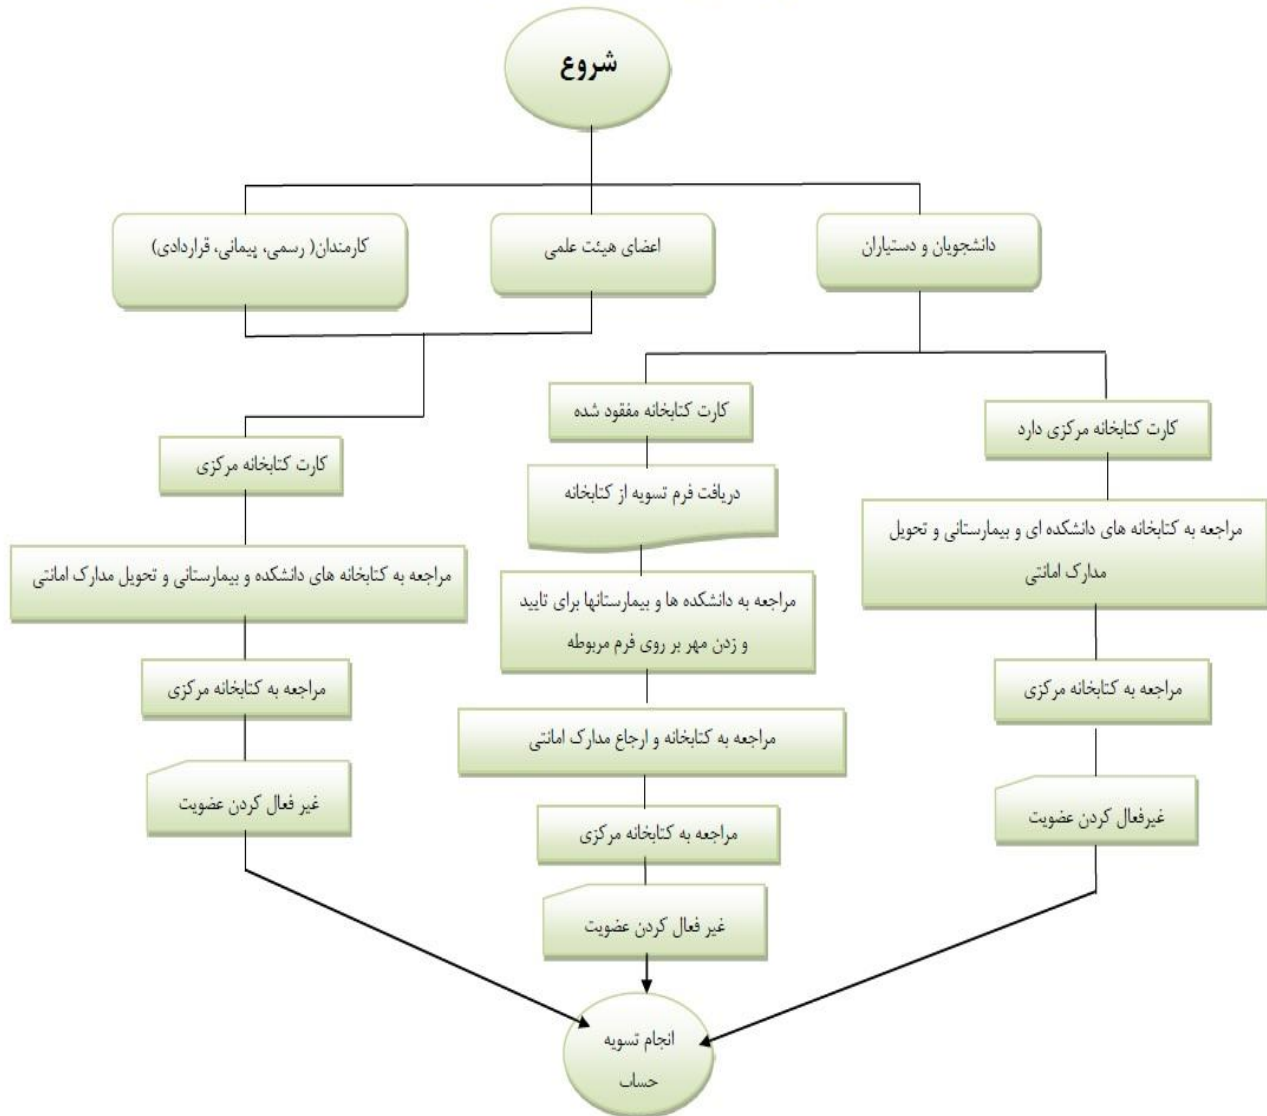 شروع
دانشجویان و دستیاران
اعضای هیئت علمی
کارمندان( رسمی، پیمانی، قراردادی)
کارت کتابخانه مرکزی دارد
مراجعه به کتابخانه های دانشکده ای و بیمارستانی و تحویل
مدارک امانتی
مراجعه به کتابخانه مرکزی
غیرفعال کردن عضویت
کارت کتابخانه مفقود شده
دریافت فرم تسویه از کتابخانه
مراجعه به دانشکده ها و بیمارستانها برای تایید
و زدن مهر بر روی فرم مربوطه
مراجعه به کتابخانه و ارجاع مدارک امانتی
مراجعه به کتابخانه مرکزی
غیر فعال کردن عضویت
کارت کتابخانه مرکزی
مراجعه به کتابخانه های دانشکده و بیمارستانی و تحویل مدارک امانتی
مراجعه به کتابخانه مرکزی
غیر فعال کردن عضویت
انجام تسویه
حساب